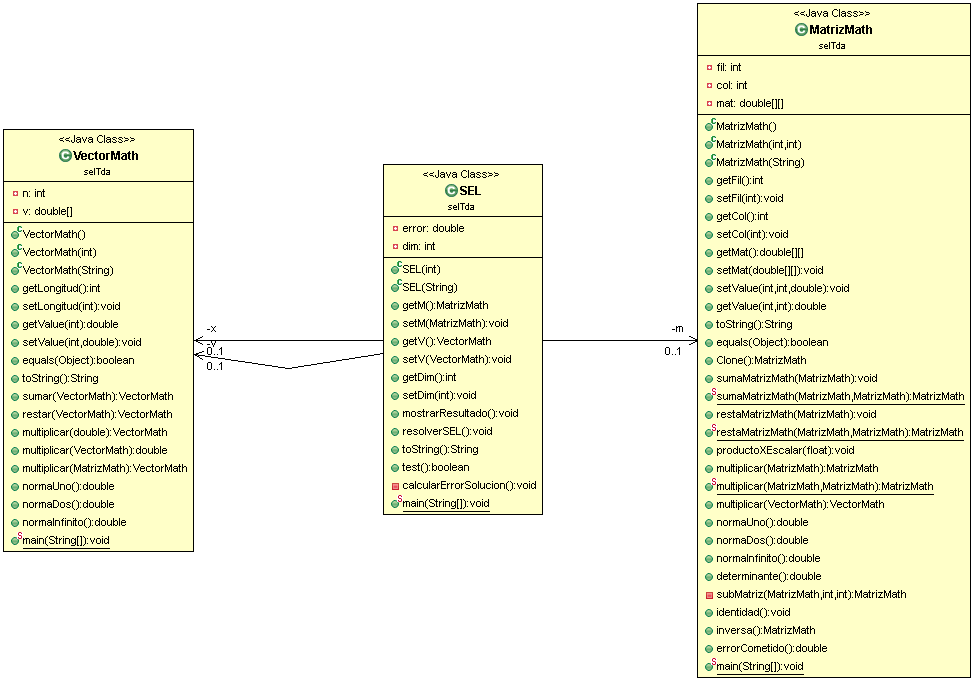 <<Java Class>>
VectorMath
selTda
n: int
v: double[]
VectorMath()
VectorMath(int)
VectorMath(String)
getLongitud():int
setLongitud(int):void
getValue(int):double
setValue(int,double):void
equals(Object):boolean
toString():String
sumar(VectorMath):VectorMath
restar(VectorMath):VectorMath
multiplicar(double):VectorMath
multiplicar(VectorMath):double
multiplicar(MatrizMath):VectorMath
normaUno():double
normaDos():double
normaInfinito():double
main(String[]):void
-x
0..1
-v
0..1
<<Java Class>>
SEL
selTda
error: double
dim: int
SEL(int)
SEL(String)
getM():MatrizMath
setM(MatrizMath):void
getV():VectorMath
setV(VectorMath):void
getDim():int
setDim(int):void
mostrarResultado():void
resolverSEL():void
toString():String
test():boolean
calcularErrorSolucion():void
main(String[]):void
-m
0..1
<<Java Class>>
MatrizMath
selTda
fil: int
col: int
mat: double[][]
MatrizMath()
MatrizMath(int,int)
MatrizMath(String)
getFil():int
setFil(int):void
getCol():int
setCol(int):void
getMat():double[][]
setMat(double[][]):void
setValue(int,int,double):void
getValue(int,int):double
toString():String
equals(Object):boolean
Clone():MatrizMath
sumaMatrizMath(MatrizMath):void
sumaMatrizMath(MatrizMath,MatrizMath):MatrizMath
restaMatrizMath(MatrizMath):void
restaMatrizMath(MatrizMath,MatrizMath):MatrizMath
productoXEscalar(float):void
multiplicar(MatrizMath):MatrizMath
multiplicar(MatrizMath,MatrizMath):MatrizMath
multiplicar(VectorMath):VectorMath
normaUno():double
normaDos():double
normaInfinito():double
determinante():double
subMatriz(MatrizMath,int,int):MatrizMath
identidad():void
inversa():MatrizMath
errorCometido():double
main(String[]):void